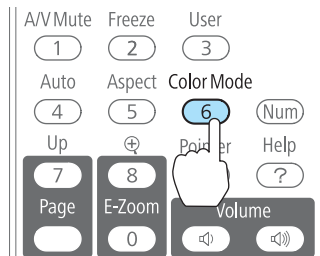 A/V Mute Freeze User
1 2 3
Auto Aspect Color Mode
4 5 6 Num
Up Help
7 8 ?
Page E-Zoom Volume
0